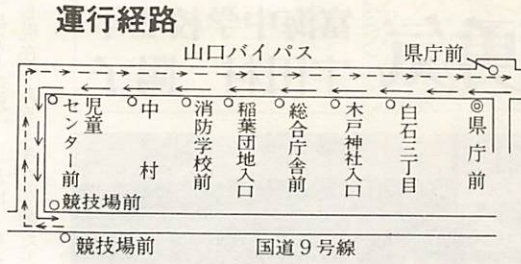 運行経路
山口バイパス
県庁前
児童センター前
中村
消防学校前
稲葉団地入口
総合庁舎前
木戸神社入口
白石三丁目
県庁前
競技場前
競技場前
国道9号線